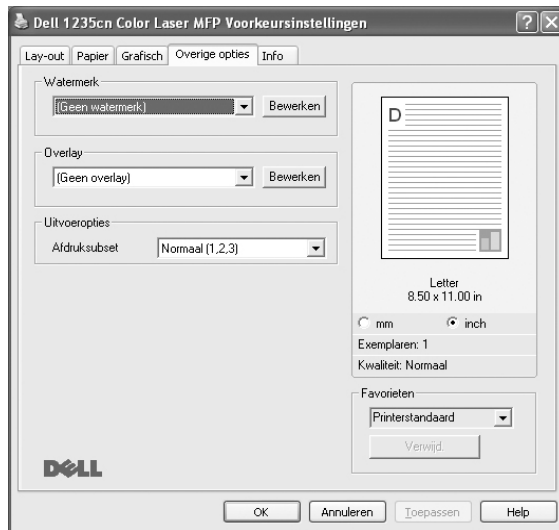 Dell 1235cn Color Laser MFP Voorkeursinstellingen
Lay-out Papier Grafisch Overige opties Info
Watermerk
(Geen watermerk) Bewerken
Overlay
(Geen overlay) Bewerken
Uitvoeropties
Afdruksubset Normaal (1,2,3)
D
Letter
8.50 x 11.00 in
mm inch
Exemplaren: 1
Kwaliteit: Normaal
Favorieten
Printerstandaard
Verwijd.
DELL
OK Annuleren Toepassen Help